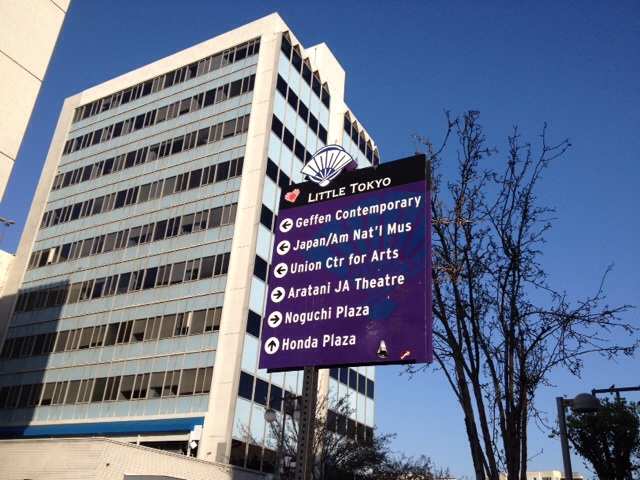 Little Tokyo
Geffen Contemporary
Japan/Am Nat'l Mus
Union Ctr for Arts
Aratani JA Theatre
Noguchi Plaza
Honda Plaza